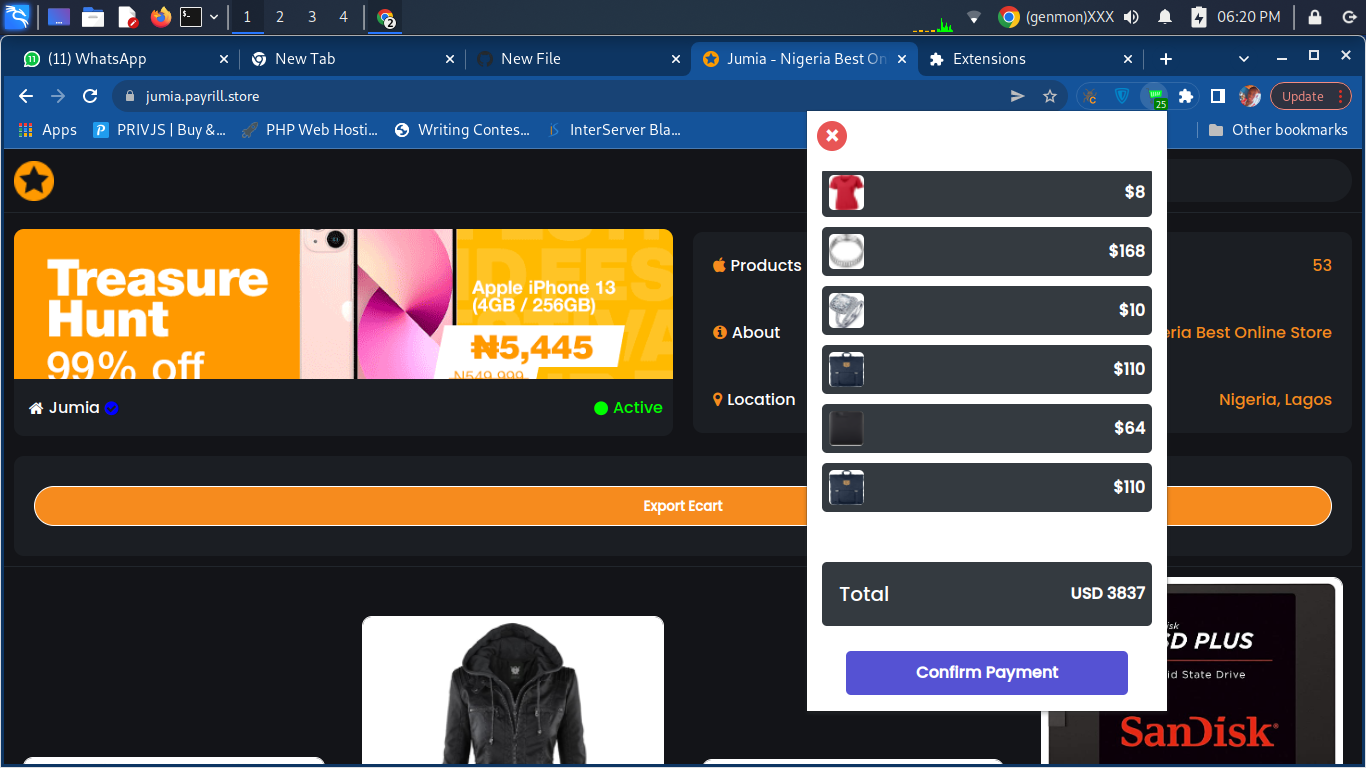 1 2 3 4
2
(genmon)XXX
06:20 PM
(11) WhatsApp
New Tab
New File
Jumia - Nigeria Best On
Extensions
jumia.payrill.store
25
Update
Apps
PRIVJS | Buy &...
PHP Web Hosti...
Writing Contes...
InterServer Bla...
Other bookmarks
Treasure
Hunt
99% off
Apple iPhone 13
(4GB / 256GB)
₦5,445
₦549,999
Jumia
Active
Products
53
About
eria Best Online Store
Location
Nigeria, Lagos
Export Ecart
$8
$168
$10
$110
$64
$110
Total
USD 3837
Confirm Payment
SD PLUS
id State Drive
SanDisk